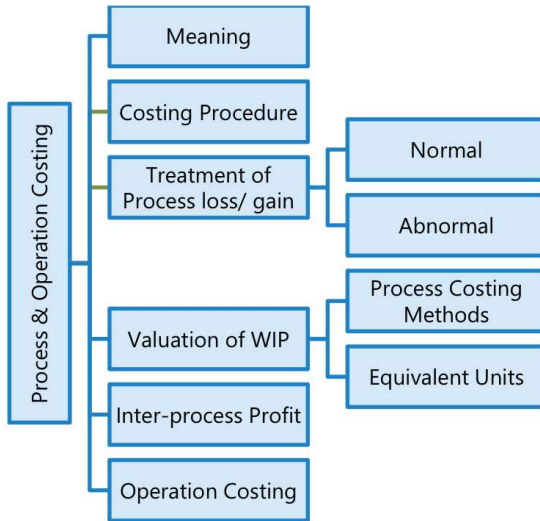 Process & Operation Costing
Meaning
Costing Procedure
Treatment of
Process loss/ gain
Normal
Abnormal
Valuation of WIP
Process Costing
Methods
Equivalent Units
Inter-process Profit
Operation Costing